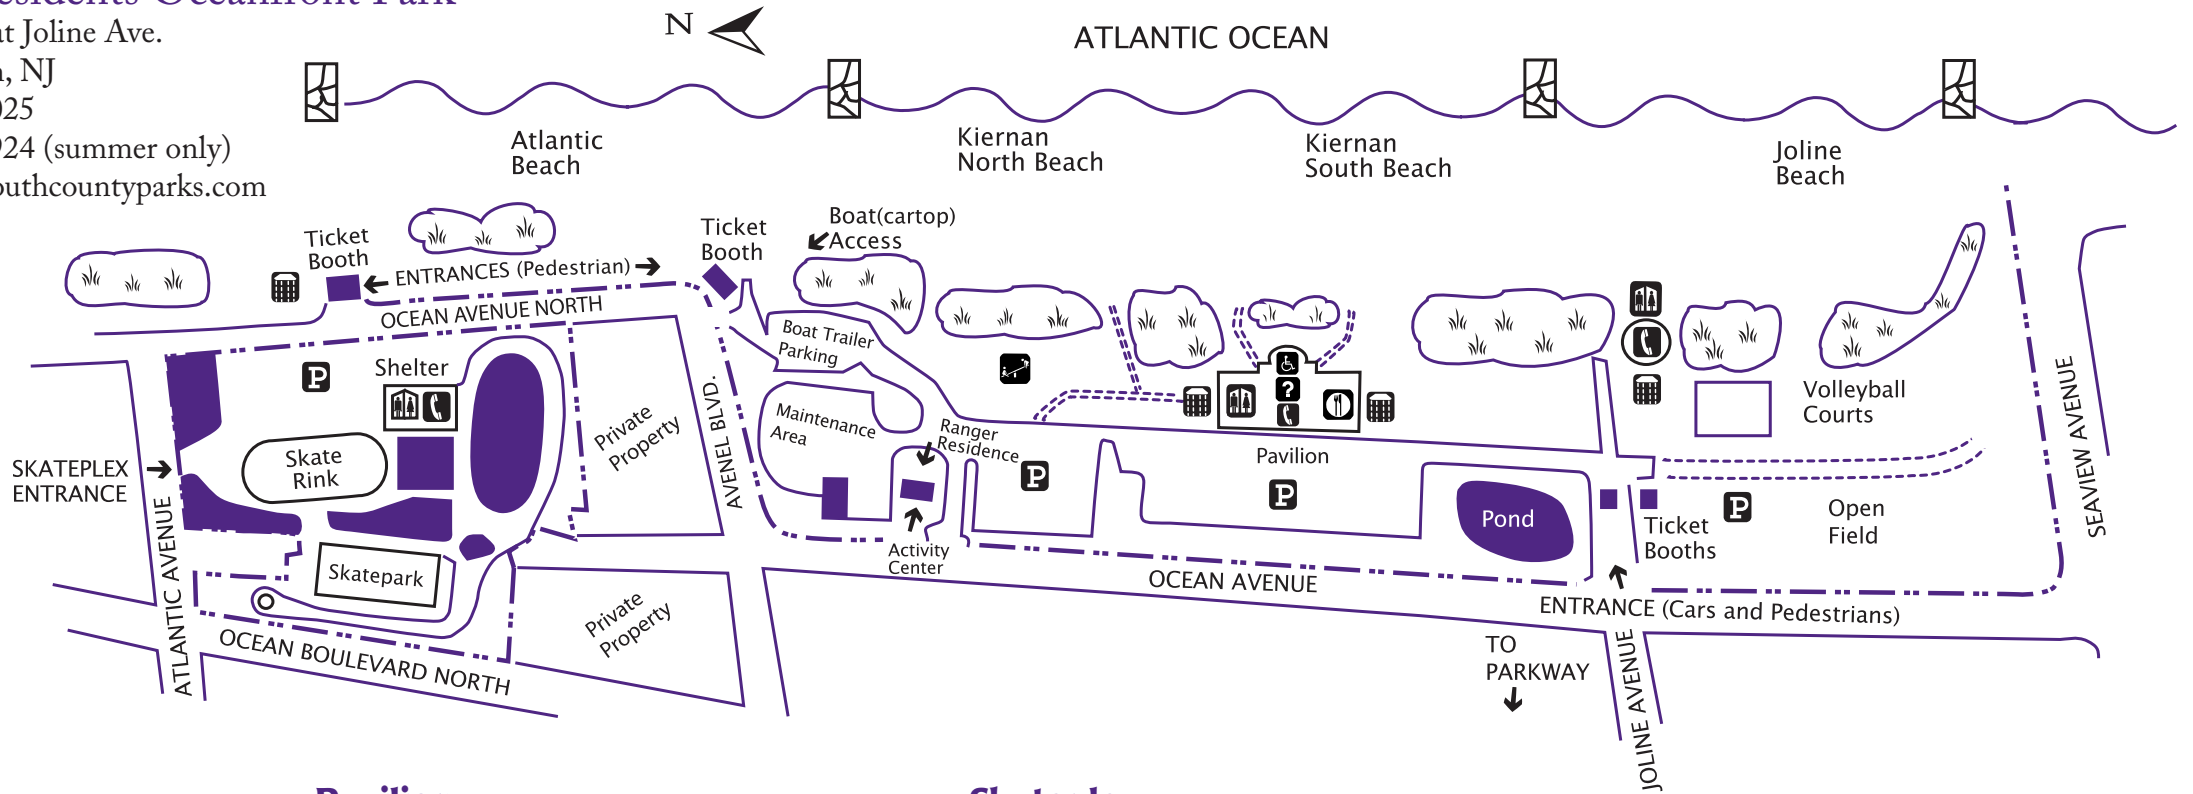 at Joline Ave.
, NJ
025
924 (summer only)
outhcountyparks.com
N
ATLANTIC OCEAN
Atlantic
Beach
Kiernan
North Beach
Kiernan
South Beach
Joline
Beach
Ticket
Booth
ENTRANCES (Pedestrian)
OCEAN AVENUE NORTH
Ticket
Booth
Boat(cartop)
Access
Boat Trailer
Parking
P
Shelter
Private
Property
AVENEL BLVD.
Maintenance
Area
Ranger
Residence
P
?
Pavilion
P
Volleyball
Courts
SEAVIEW AVENUE
SKATEPLEX
ENTRANCE
Skate
Rink
Skatepark
ATLANTIC AVENUE
OCEAN BOULEVARD NORTH
Private
Property
Activity
Center
OCEAN AVENUE
Pond
Ticket
Booths
P
Open
Field
ENTRANCE (Cars and Pedestrians)
TO
PARKWAY
JOLINE AVENUE